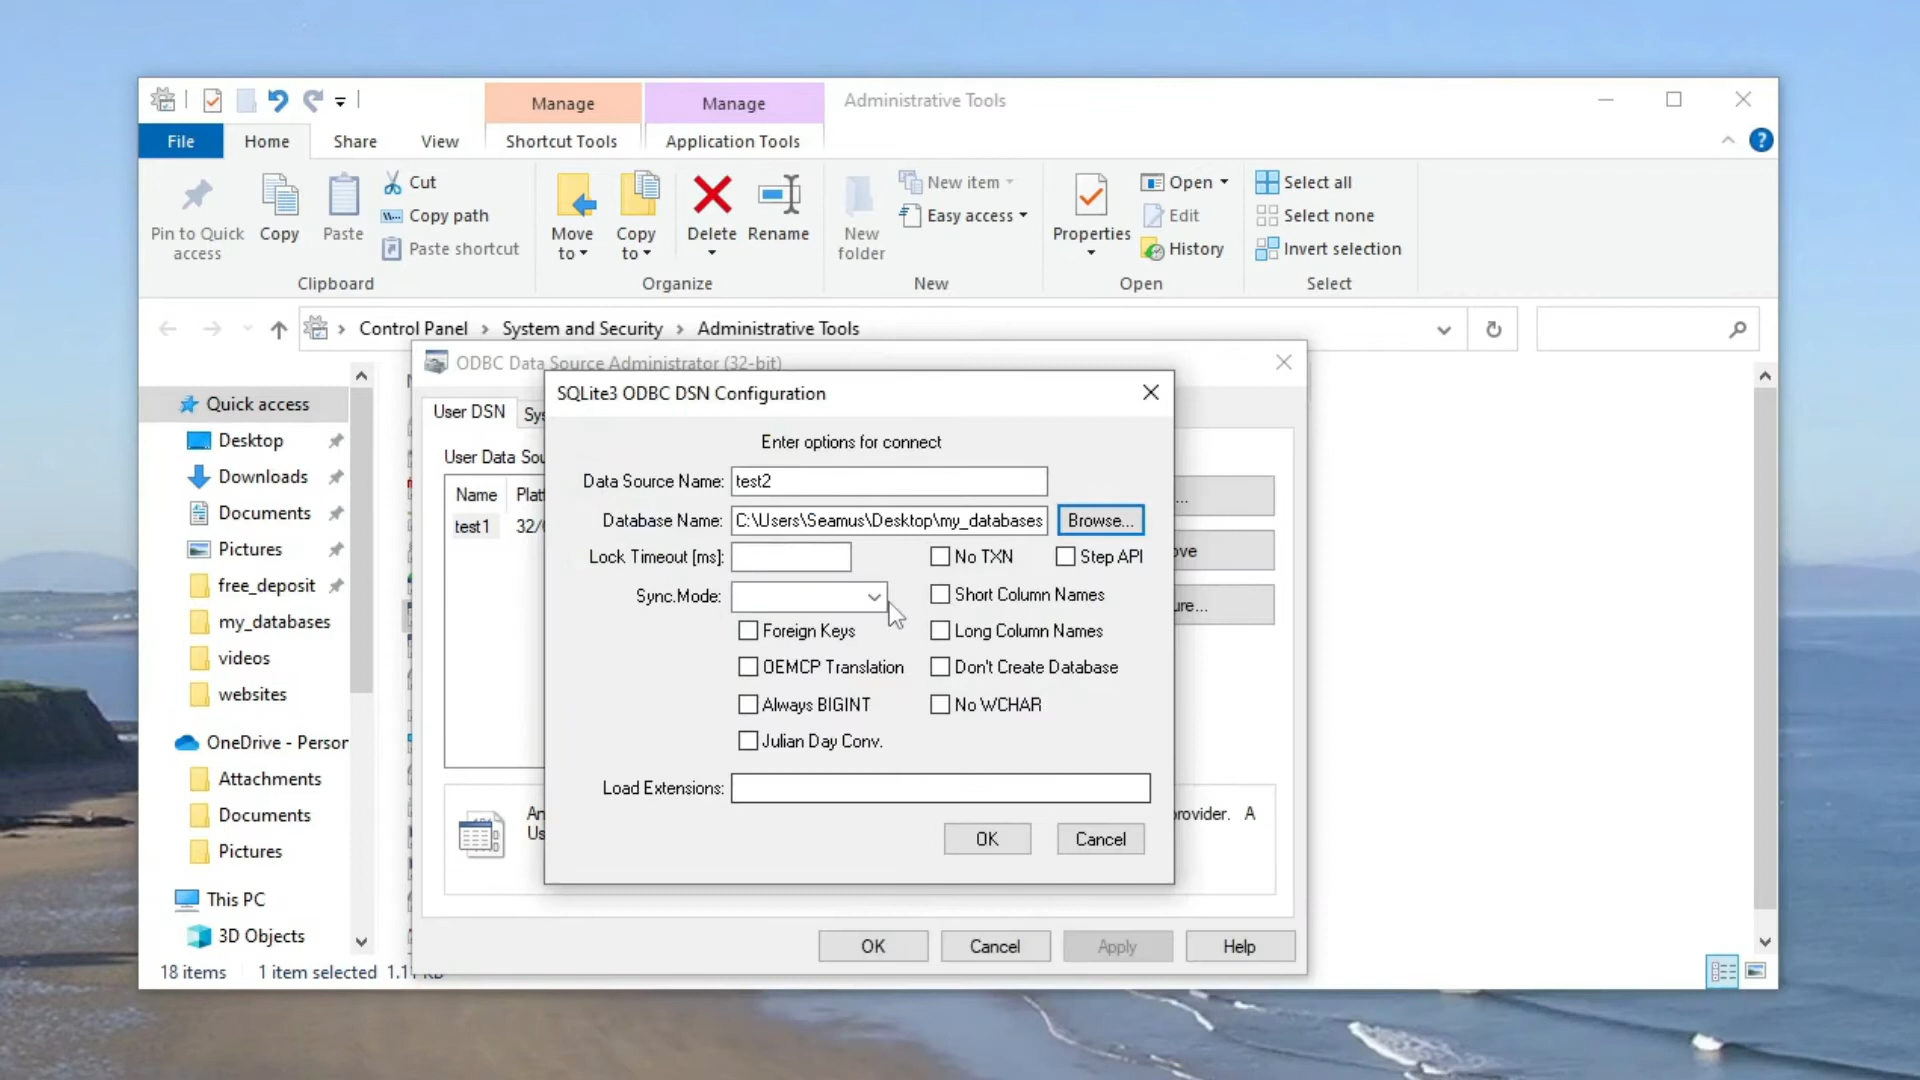 Manage
Manage
Administrative Tools
File
Home
Share
View
Shortcut Tools
Application Tools
Pin to Quick
access
Copy
Paste
Cut
Copy path
Paste shortcut
Clipboard
Move
to
Copy
to
Delete
Rename
Organize
New
folder
New item
Easy access
New
Properties
Open
Edit
History
Open
Select all
Select none
Invert selection
Select
Control Panel > System and Security > Administrative Tools
Quick access
Desktop
Downloads
Documents
Pictures
free_deposit
my_databases
videos
websites
OneDrive - Person
Attachments
Documents
Pictures
This PC
3D Objects
18 items
1 item selected
ODBC Data Source Administrator (32-bit)
User DSN
Name
test1
SQLite3 ODBC DSN Configuration
Enter options for connect
Data Source Name: test2
Database Name: C:\Users\Seamus\Desktop\my_databases Browse...
Lock Timeout [ms]:
No TXN
Step API
Sync.Mode:
Short Column Names
Foreign Keys
Long Column Names
OEMCP Translation
Don't Create Database
Always BIGINT
No WCHAR
Julian Day Conv.
Load Extensions:
OK
Cancel
provider. A
OK
Cancel
Apply
Help